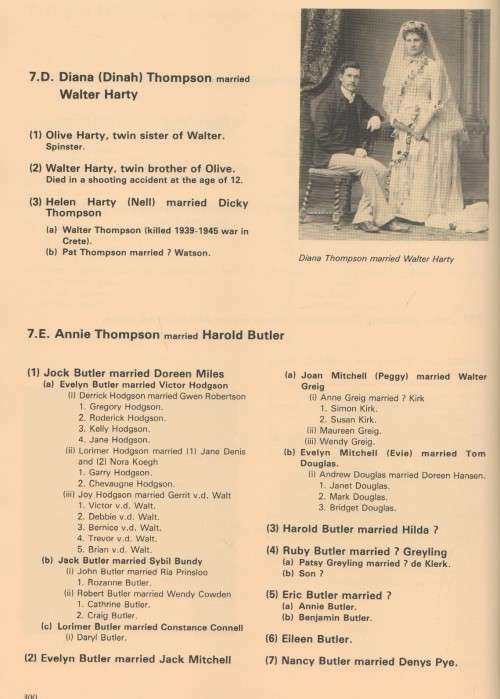 7.D. Diana (Dinah) Thompson married
Walter Harty
(1) Olive Harty, twin sister of Walter.
Spinster.
(2) Walter Harty, twin brother of Olive.
Died in a shooting accident at the age of 12.
(3) Helen Harty (Nell) married Dicky
Thompson
(a) Walter Thompson (killed 1939-1945 war in
Crete).
(b) Pat Thompson married ? Watson.
Diana Thompson married Walter Harty
7.E. Annie Thompson married Harold Butler
(1) Jock Butler married Doreen Miles
(a) Evelyn Butler married Victor Hodgson
(i) Derrick Hodgson married Gwen Robertson
1. Gregory Hodgson.
2. Roderick Hodgson.
3. Kelly Hodgson.
4. Jane Hodgson.
(ii) Lorimer Hodgson married (1) Jane Denis
and (2) Nora Koegh
1. Garry Hodgson.
2. Chevaugne Hodgson.
(iii) Joy Hodgson married Gerrit v.d. Walt
1. Victor v.d. Walt.
2. Debbie v.d. Walt.
3. Bernice v.d. Walt.
4. Trevor v.d. Walt.
5. Brian v.d. Walt.
(b) Jack Butler married Sybil Bundy
(i) John Butler married Ria Prinsloo
1. Rozanne Butler.
(ii) Robert Butler married Wendy Cowden
1. Cathrine Butler.
2. Craig Butler.
(c) Lorimer Butler married Constance Connell
(i) Daryl Butler.
(2) Evelyn Butler married Jack Mitchell
(a) Joan Mitchell (Peggy) married Walter
Greig
(i) Anne Greig married ? Kirk
1. Simon Kirk.
2. Susan Kirk.
(ii) Maureen Greig.
(iii) Wendy Greig.
(b) Evelyn Mitchell (Evie) married Tom
Douglas.
(i) Andrew Douglas married Doreen Hansen.
1. Janet Douglas.
2. Mark Douglas.
3. Bridget Douglas.
(3) Harold Butler married Hilda ?
(4) Ruby Butler married ? Greyling
(a) Patsy Greyling married ? de Klerk.
(b) Son ?
(5) Eric Butler married ?
(a) Annie Butler.
(b) Benjamin Butler.
(6) Eileen Butler.
(7) Nancy Butler married Denys Pye.
300